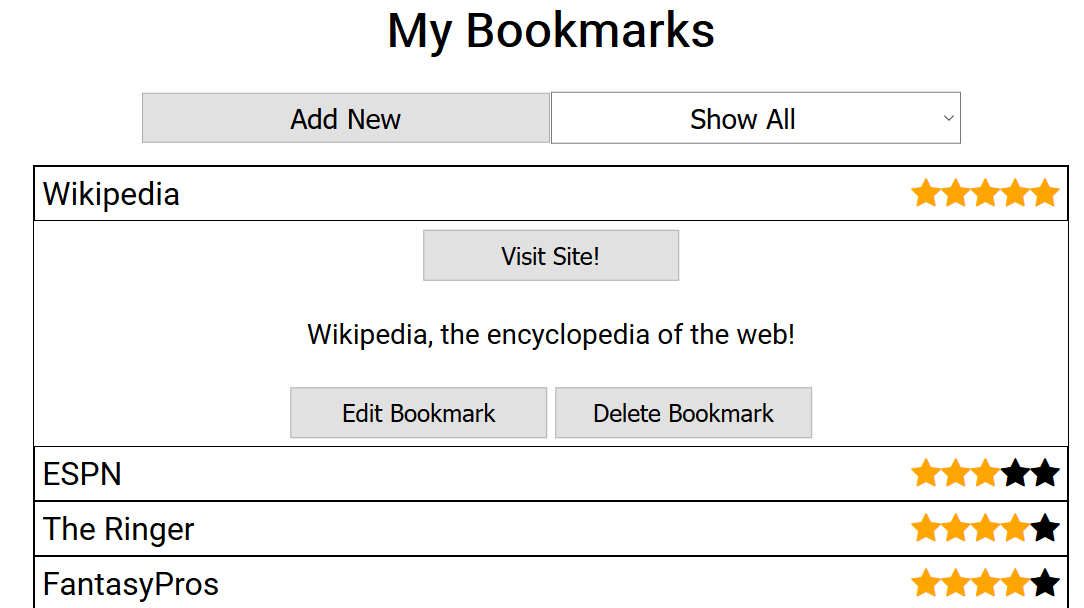 My Bookmarks
Add New
Show All
Wikipedia
Visit Site!
Wikipedia, the encyclopedia of the web!
Edit Bookmark
Delete Bookmark
ESPN
The Ringer
FantasyPros